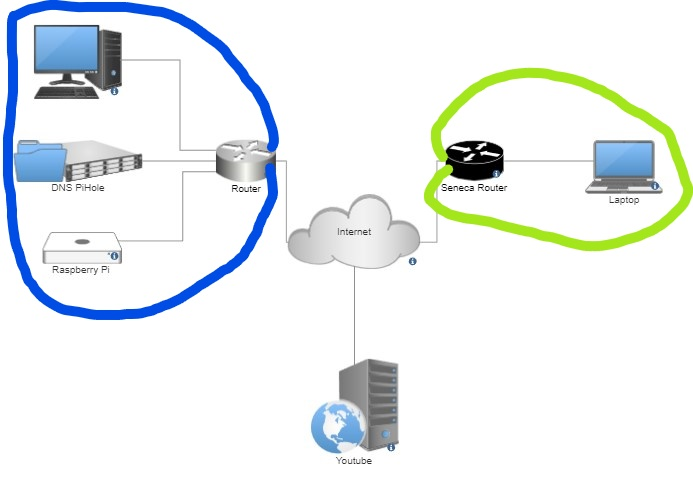 DNS PiHole
Router
Seneca Router
Laptop
Internet
Raspberry Pi
Youtube